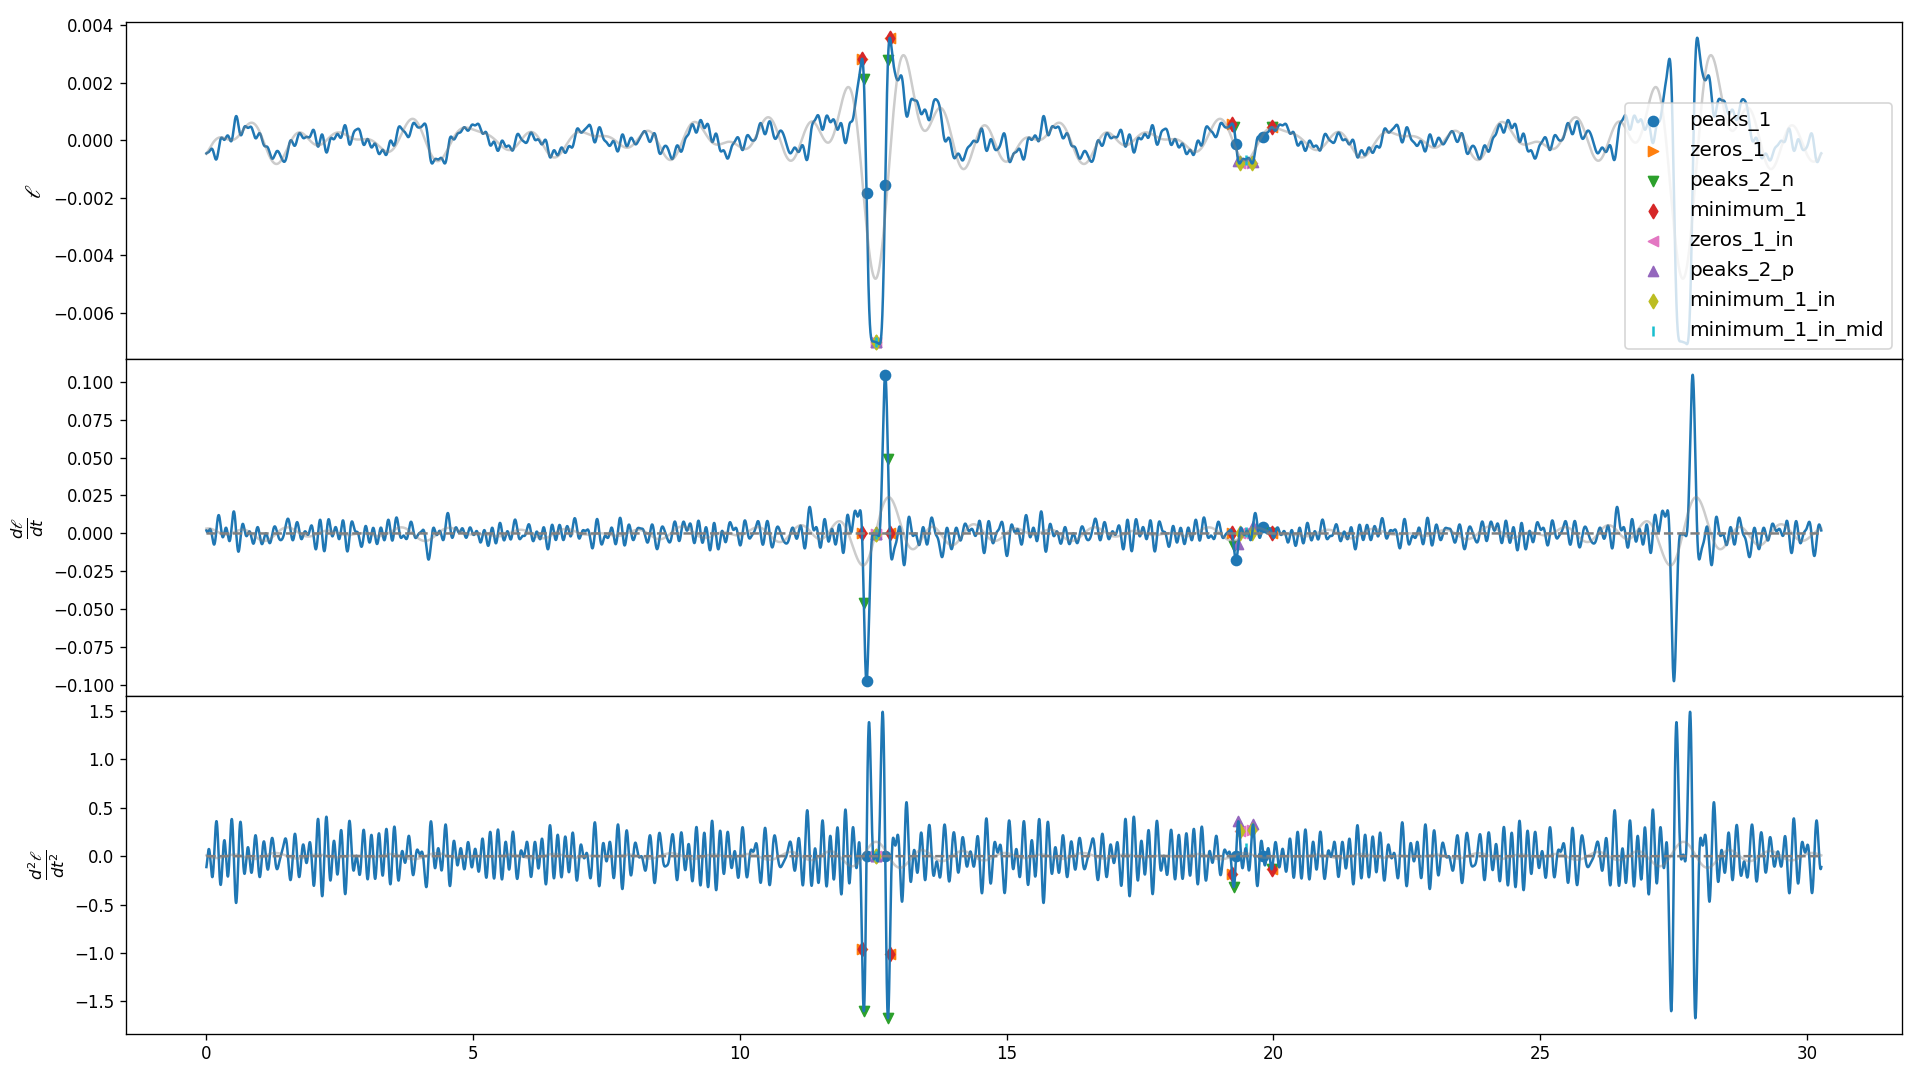 0.004
0.002
0.000
−0.002
−0.004
−0.006
ℓ
peaks_1
zeros_1
peaks_2_n
minimum_1
zeros_1_in
peaks_2_p
minimum_1_in
minimum_1_in_mid
0.100
0.075
0.050
0.025
0.000
−0.025
−0.050
−0.075
−0.100
dℓ/dt
1.5
1.0
0.5
0.0
−0.5
−1.0
−1.5
d²ℓ/dt²
0 5 10 15 20 25 30